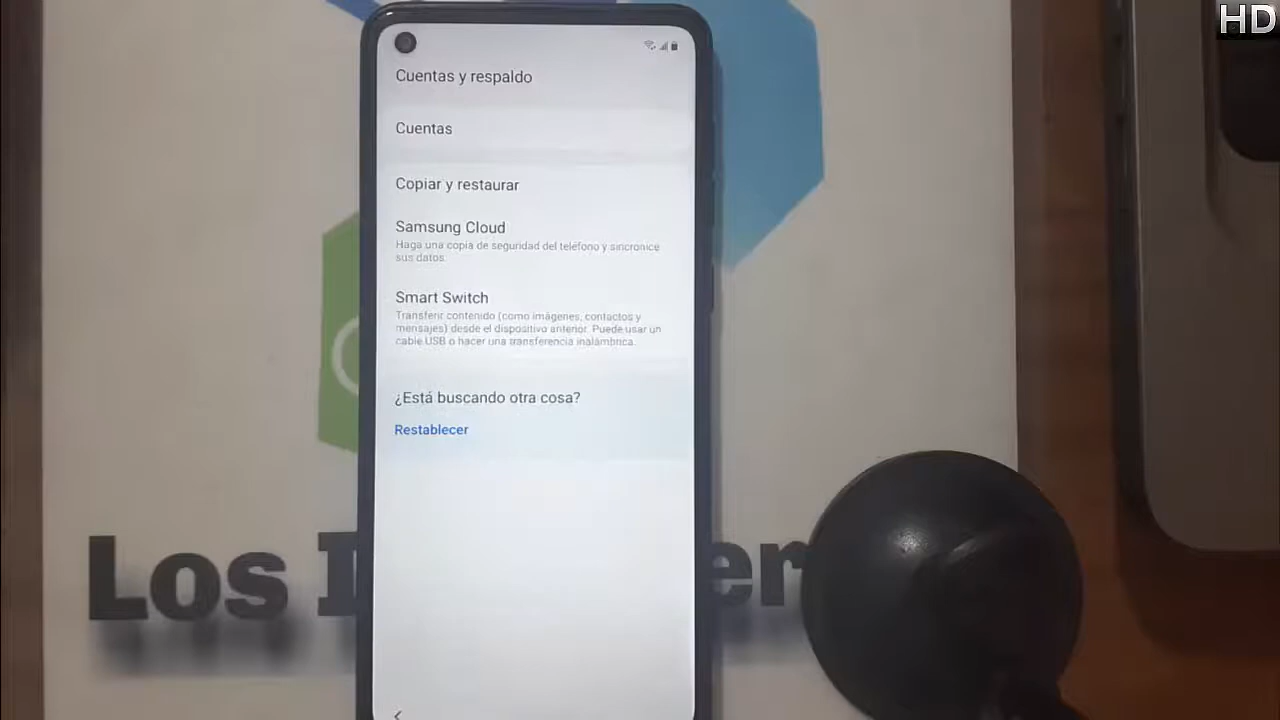 HD
Cuentas y respaldo
Cuentas
Copiar y restaurar
Samsung Cloud
Haga una copia de seguridad del teléfono y sincronice
sus datos.
Smart Switch
Transferir contenido (como imágenes, contactos y
mensajes) desde el dispositivo anterior. Puede usar un
cable USB o hacer una transferencia inalámbrica.
¿Está buscando otra cosa?
Restablecer
Los